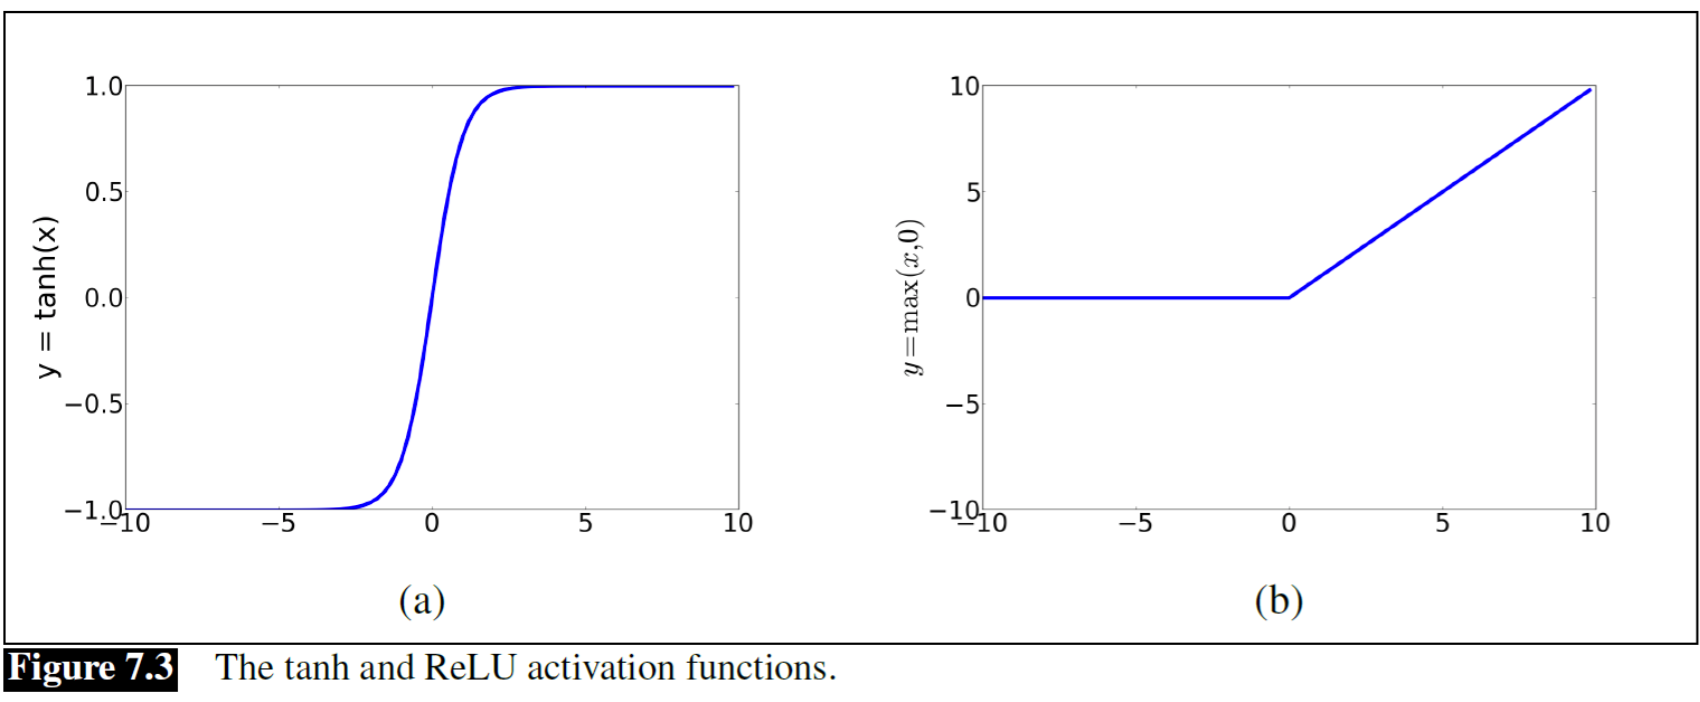 y = tanh(x)
1.0
0.5
0.0
−0.5
−1.0
−10 −5 0 5 10
(a)
y=max(x,0)
10
5
0
−5
−10
−10 −5 0 5 10
(b)
Figure 7.3 The tanh and ReLU activation functions.